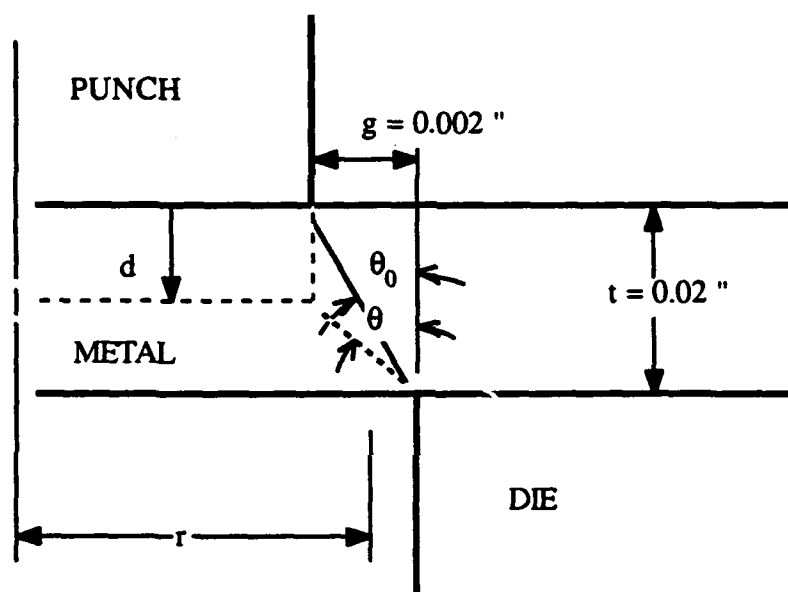 PUNCH
g = 0.002 "
d
θ0
t = 0.02 "
θ
METAL
DIE
r